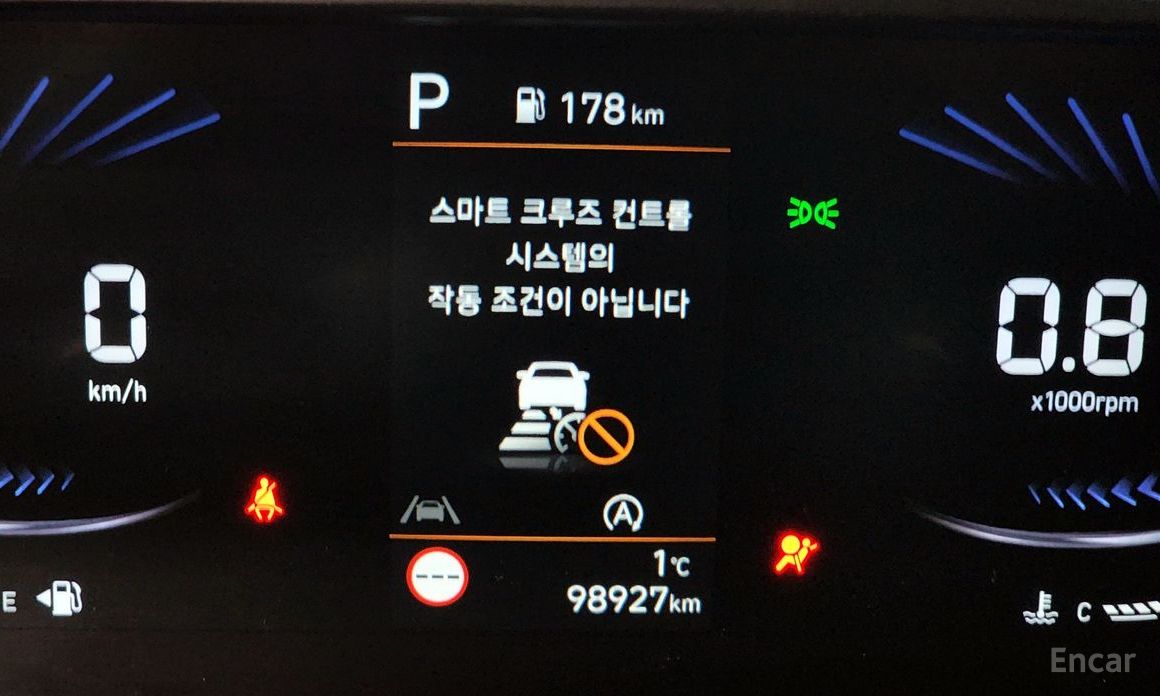 P 178 km
스마트 크루즈 컨트롤
시스템의
작동 조건이 아닙니다
0
km/h
0.8
x1000rpm
A
---
1℃
98927km
E
C
Encar